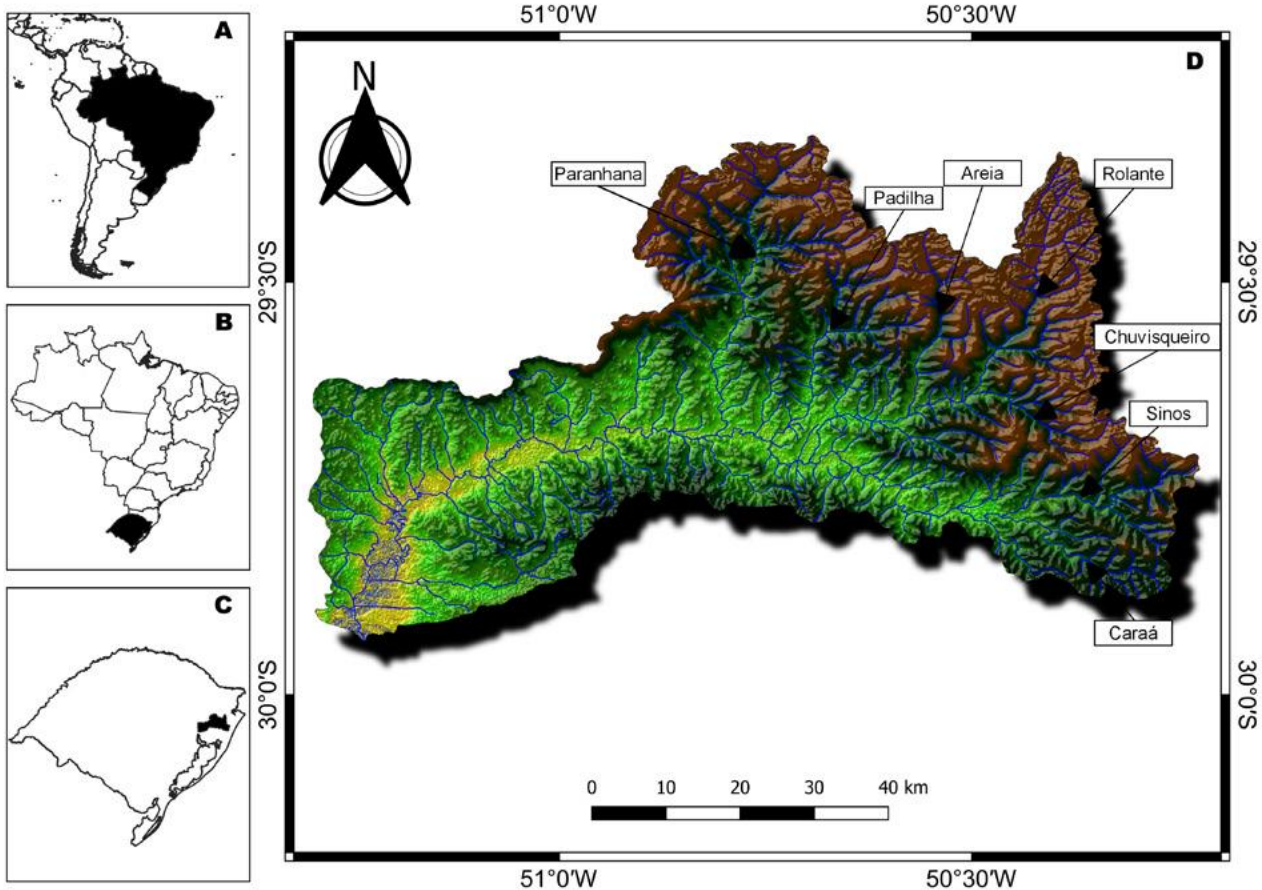 A
B
C
51°0'W
50°30'W
D
N
Paranhana
Areia
Rolante
Padilha
29°30'S
29°30'S
Chuvisqueiro
Sinos
Caraá
30°0'S
30°0'S
0 10 20 30 40 km
51°0'W
50°30'W